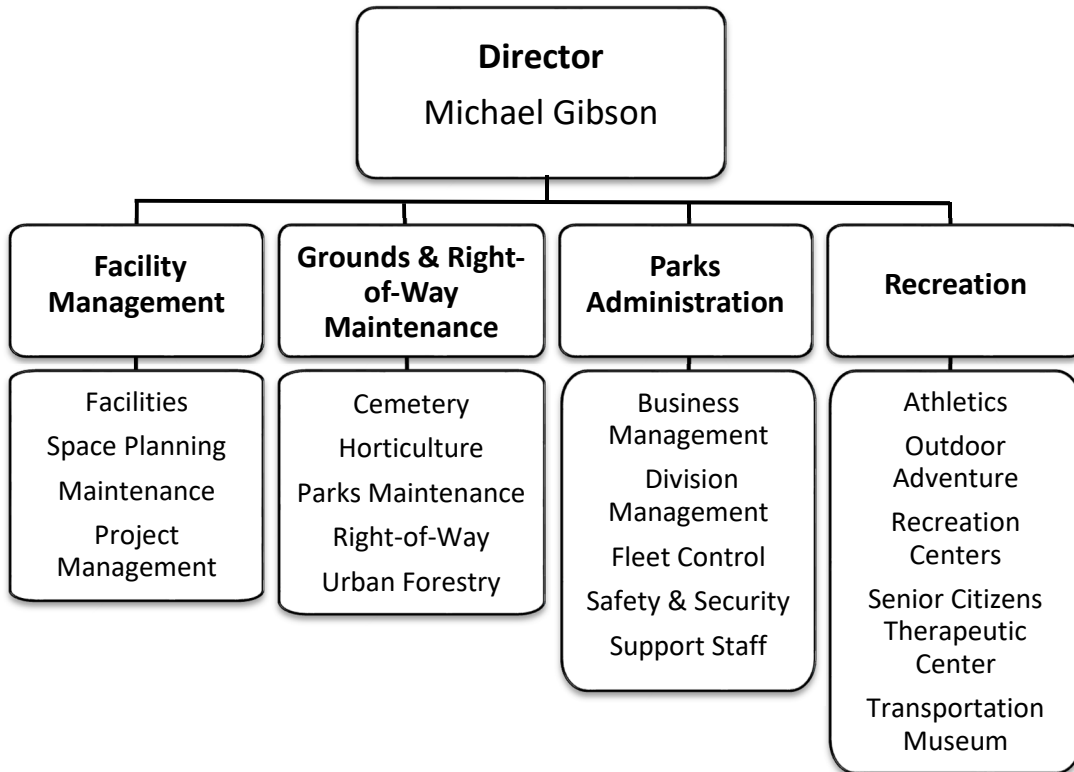 Director
Michael Gibson
Facility
Management
Facilities
Space Planning
Maintenance
Project
Management
Grounds & Right-
of-Way
Maintenance
Cemetery
Horticulture
Parks Maintenance
Right-of-Way
Urban Forestry
Parks
Administration
Business
Management
Division
Management
Fleet Control
Safety & Security
Support Staff
Recreation
Athletics
Outdoor
Adventure
Recreation
Centers
Senior Citizens
Therapeutic
Center
Transportation
Museum